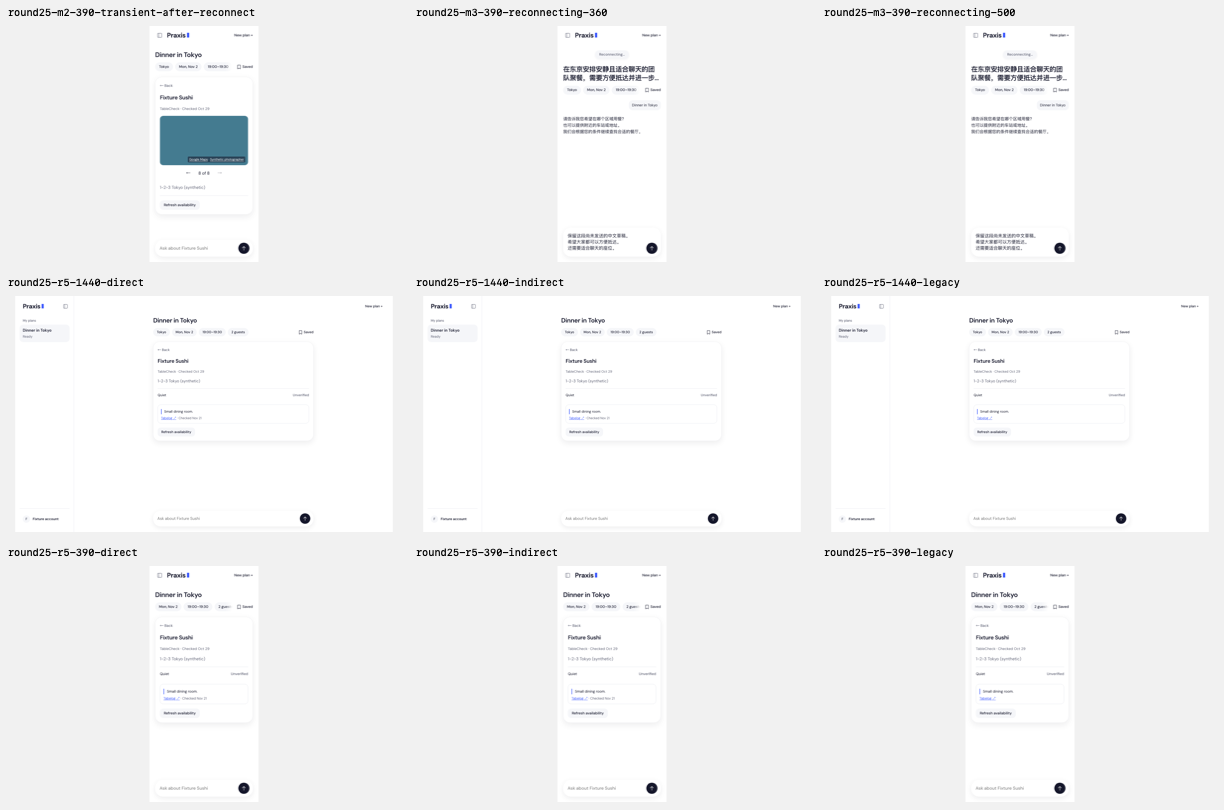 round25-m2-390-transient-after-reconnect
Praxis
New plan
Dinner in Tokyo
Tokyo
Mon, Nov 2
18:00–19:00
Saved
Back
Fixture Sushi
TableCheck · Checked Oct 29
Google Maps
Synthetic photographer
8 of 8
1-2-3 Tokyo (synthetic)
Refresh availability
Ask about Fixture Sushi
round25-m3-390-reconnecting-360
Praxis
New plan
Reconnecting…
在东京安排安静且适合聊天的团
队聚餐，需要方便抵达并进一步…
Tokyo
Mon, Nov 2
18:00–19:00
Saved
Dinner in Tokyo
请告诉我您希望在哪个区域用餐？
也可以提供附近的车站或地址。
我们会根据您的条件继续查找合适的餐厅。
保留这段尚未发送的中文草稿。
希望大家都可以方便抵达。
还需要适合聊天的座位。
round25-m3-390-reconnecting-500
Praxis
New plan
Reconnecting…
在东京安排安静且适合聊天的团
队聚餐，需要方便抵达并进一步…
Tokyo
Mon, Nov 2
18:00–19:00
Saved
Dinner in Tokyo
请告诉我您希望在哪个区域用餐？
也可以提供附近的车站或地址。
我们会根据您的条件继续查找合适的餐厅。
保留这段尚未发送的中文草稿。
希望大家都可以方便抵达。
还需要适合聊天的座位。
round25-r5-1440-direct
Praxis
New plan
My plans
Dinner in Tokyo
Ready
Dinner in Tokyo
Tokyo
Mon, Nov 2
18:00–19:00
2 guests
Saved
Back
Fixture Sushi
TableCheck · Checked Oct 29
1-2-3 Tokyo (synthetic)
Quiet
Unverified
Small dining room.
Checked Nov 21
Refresh availability
Fixture account
Ask about Fixture Sushi
round25-r5-1440-indirect
Praxis
New plan
My plans
Dinner in Tokyo
Ready
Dinner in Tokyo
Tokyo
Mon, Nov 2
18:00–19:00
2 guests
Saved
Back
Fixture Sushi
TableCheck · Checked Oct 29
1-2-3 Tokyo (synthetic)
Quiet
Unverified
Small dining room.
Checked Nov 21
Refresh availability
Fixture account
Ask about Fixture Sushi
round25-r5-1440-legacy
Praxis
New plan
My plans
Dinner in Tokyo
Ready
Dinner in Tokyo
Tokyo
Mon, Nov 2
18:00–19:00
2 guests
Saved
Back
Fixture Sushi
TableCheck · Checked Oct 29
1-2-3 Tokyo (synthetic)
Quiet
Unverified
Small dining room.
Refresh availability
Fixture account
Ask about Fixture Sushi
round25-r5-390-direct
Praxis
New plan
Dinner in Tokyo
Mon, Nov 2
18:00–19:00
Saved
Back
Fixture Sushi
TableCheck · Checked Oct 29
1-2-3 Tokyo (synthetic)
Quiet
Unverified
Small dining room.
Checked Nov 21
Refresh availability
Ask about Fixture Sushi
round25-r5-390-indirect
Praxis
New plan
Dinner in Tokyo
Mon, Nov 2
18:00–19:00
Saved
Back
Fixture Sushi
TableCheck · Checked Oct 29
1-2-3 Tokyo (synthetic)
Quiet
Unverified
Small dining room.
Checked Nov 21
Refresh availability
Ask about Fixture Sushi
round25-r5-390-legacy
Praxis
New plan
Dinner in Tokyo
Mon, Nov 2
18:00–19:00
Saved
Back
Fixture Sushi
TableCheck · Checked Oct 29
1-2-3 Tokyo (synthetic)
Quiet
Unverified
Small dining room.
Refresh availability
Ask about Fixture Sushi